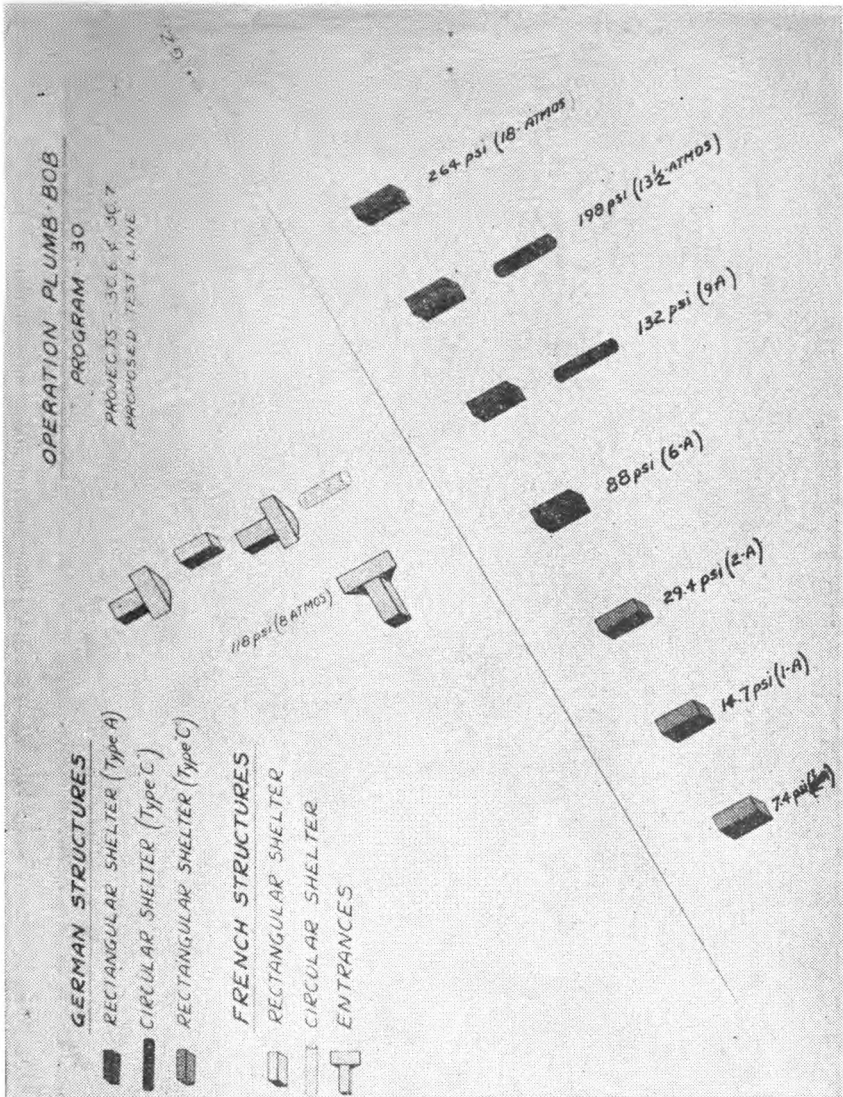 OPERATION PLUMB-BOB
PROGRAM - 30
PROJECTS - 30.6 & 30.7
PROPOSED TEST LINE
GZ
GERMAN STRUCTURES
RECTANGULAR SHELTER (Type A)
CIRCULAR SHELTER (Type C)
RECTANGULAR SHELTER (Type C)
FRENCH STRUCTURES
RECTANGULAR SHELTER
CIRCULAR SHELTER
ENTRANCES
118 psi (8 ATMOS)
264 psi (18-ATMOS)
198 psi (13½-ATMOS)
132 psi (9A)
88 psi (6-A)
29.4 psi (2-A)
14.7 psi (1-A)
7.4 psi